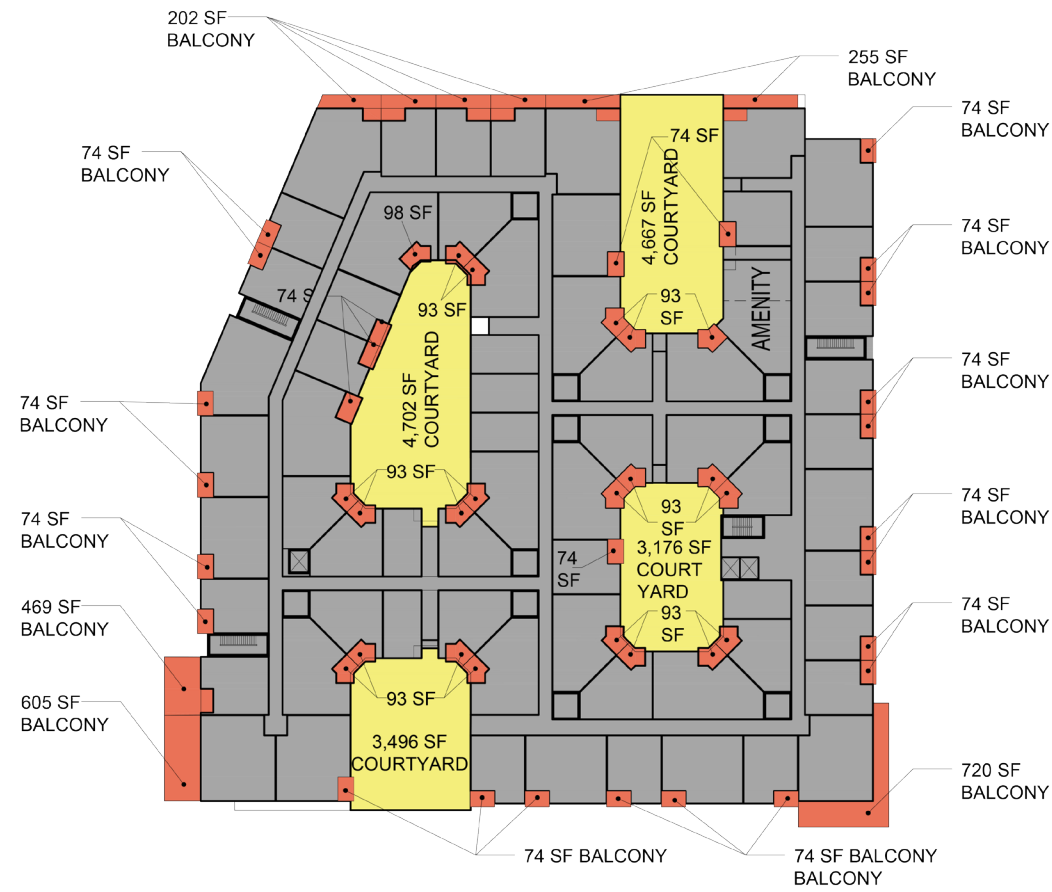 202 SF
BALCONY
255 SF
BALCONY
74 SF
BALCONY
74 SF
74 SF
BALCONY
4,667 SF
COURTYARD
98 SF
74 SF
BALCONY
AMENITY
74 S
93 SF
93
SF
74 SF
BALCONY
4,702 SF
COURTYARD
74 SF
BALCONY
93 SF
74 SF
BALCONY
93
SF
74 SF
BALCONY
3,176 SF
COURT
YARD
74
SF
469 SF
BALCONY
93
SF
74 SF
BALCONY
93 SF
605 SF
BALCONY
3,496 SF
COURTYARD
720 SF
BALCONY
74 SF BALCONY
74 SF BALCONY
BALCONY